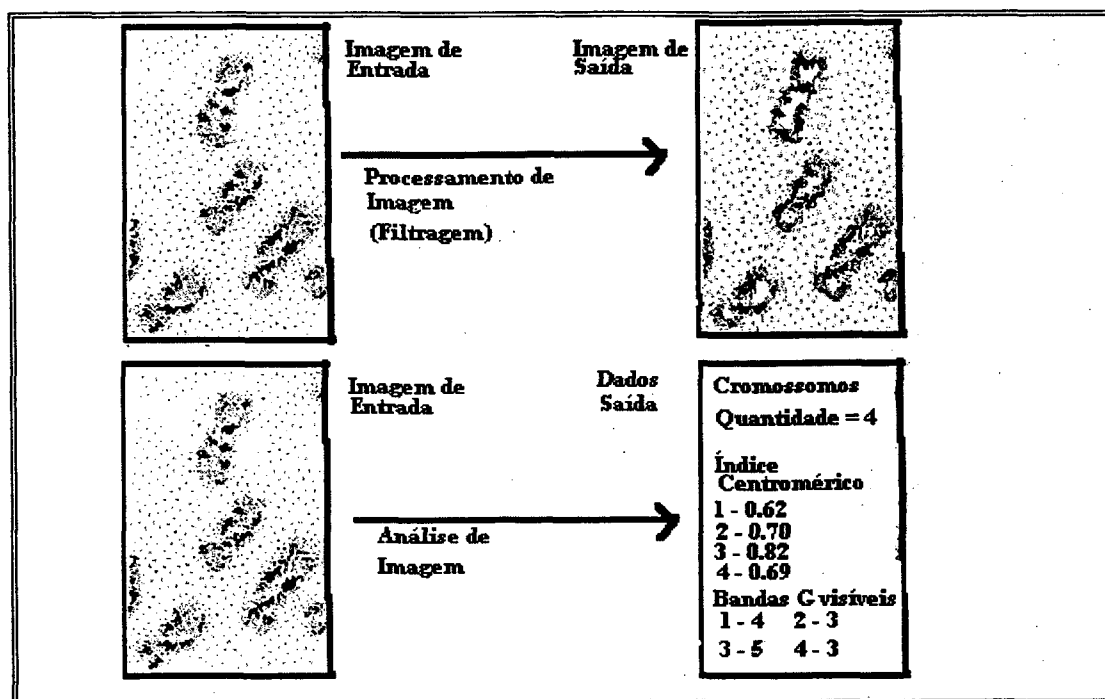 Imagem de
Entrada
Imagem de
Saída
Processamento de
Imagem
(Filtragem)
Imagem de
Entrada
Dados
Saída
Análise de
Imagem
Cromossomos
Quantidade = 4
Índice
Centromérico
1 - 0.62
2 - 0.70
3 - 0.82
4 - 0.69
Bandas G visíveis
1 - 4 2 - 3
3 - 5 4 - 3